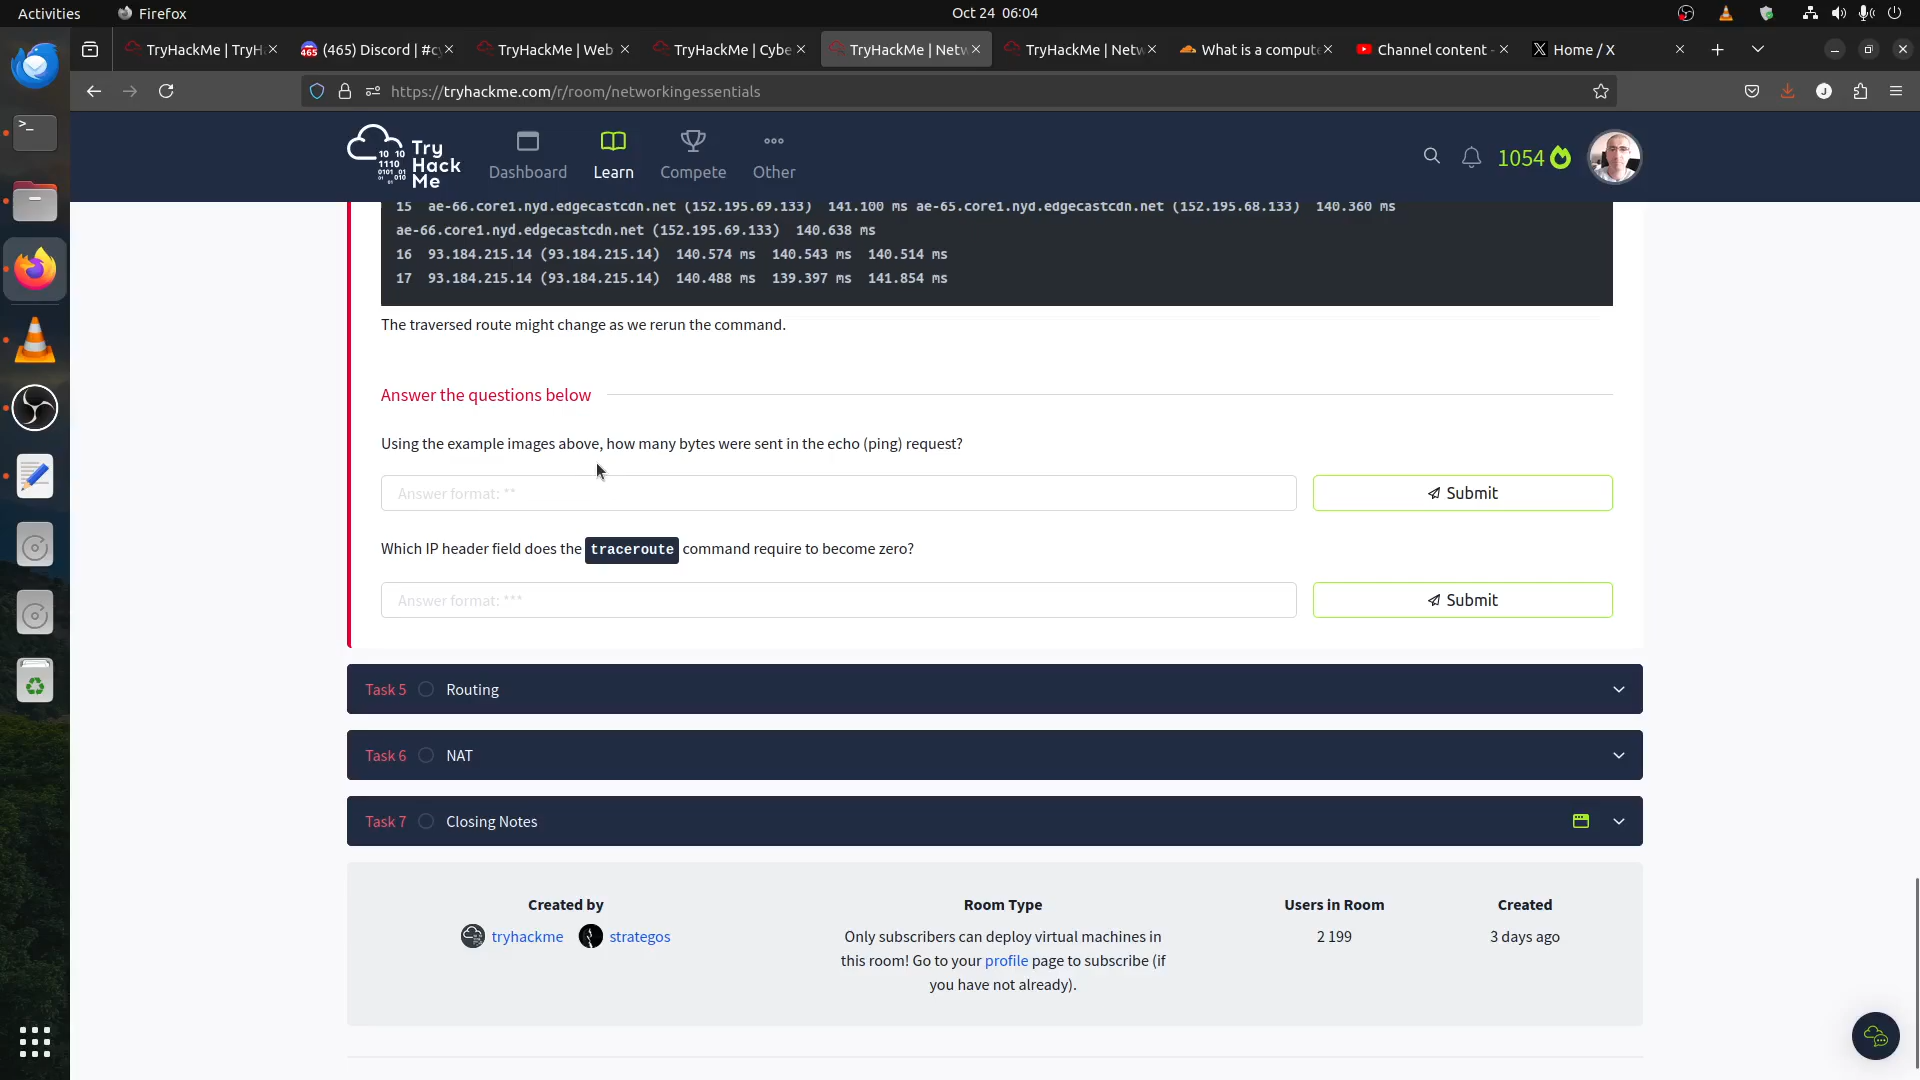 Activities
Firefox
Oct 24 06:04
TryHackMe | TryH
465
(465) Discord | #cy
TryHackMe | Web
TryHackMe | Cybe
TryHackMe | Netw
TryHackMe | Netw
What is a compute
Channel content -
Home / X
https://tryhackme.com/r/room/networkingessentials
J
Try
Hack
Me
Dashboard
Learn
Compete
Other
1054
15 ae-66.core1.nyd.edgecastcdn.net (152.195.69.133) 141.100 ms ae-65.core1.nyd.edgecastcdn.net (152.195.68.133) 140.360 ms
ae-66.core1.nyd.edgecastcdn.net (152.195.69.133) 140.638 ms
16 93.184.215.14 (93.184.215.14) 140.574 ms 140.543 ms 140.514 ms
17 93.184.215.14 (93.184.215.14) 140.488 ms 139.397 ms 141.854 ms
The traversed route might change as we rerun the command.
Answer the questions below
Using the example images above, how many bytes were sent in the echo (ping) request?
Answer format: **
Submit
Which IP header field does the traceroute command require to become zero?
Answer format: ***
Submit
Task 5 Routing
Task 6 NAT
Task 7 Closing Notes
Created by
tryhackme strategos
Room Type
Only subscribers can deploy virtual machines in
this room! Go to your profile page to subscribe (if
you have not already).
Users in Room
2 199
Created
3 days ago